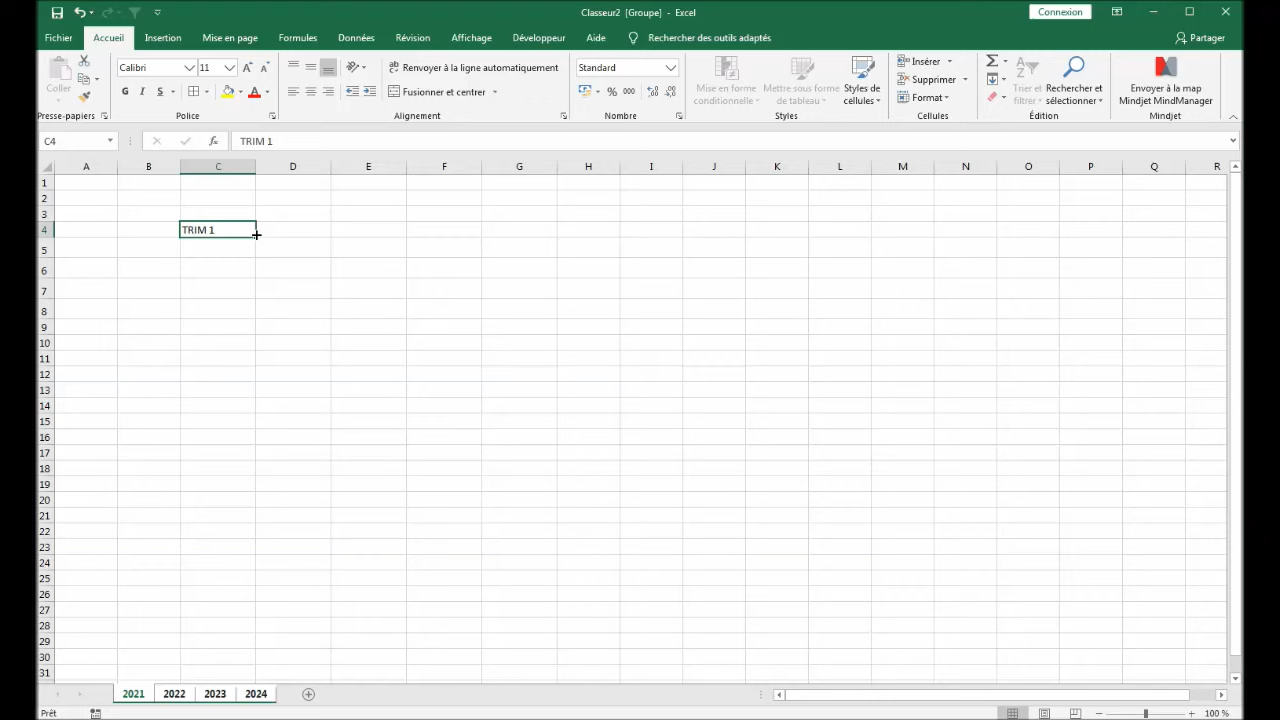 Classeur2 [Groupe] - Excel
Connexion
Fichier Accueil Insertion Mise en page Formules Données Révision Affichage Développeur Aide Rechercher des outils adaptés Partager
Coller
Presse-papiers
Calibri 11
G I S
Police
Renvoyer à la ligne automatiquement
Fusionner et centrer
Alignement
Standard
% 000
Nombre
Mise en forme conditionnelle
Mettre sous forme de tableau
Styles de cellules
Styles
Insérer
Supprimer
Format
Cellules
Trier et filtrer
Rechercher et sélectionner
Édition
Envoyer à la map Mindjet MindManager
Mindjet
C4 fx TRIM 1
A B C D E F G H I J K L M N O P Q R
1
2
3
4 TRIM 1
5
6
7
8
9
10
11
12
13
14
15
16
17
18
19
20
21
22
23
24
25
26
27
28
29
30
31
2021 2022 2023 2024
Prêt 100 %